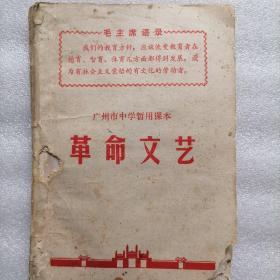 毛主席语录
我们的教育方针，应该使受教育者在
德育、智育、体育几方面都得到发展，成
为有社会主义觉悟的有文化的劳动者。
广州市中学暂用课本
革命文艺